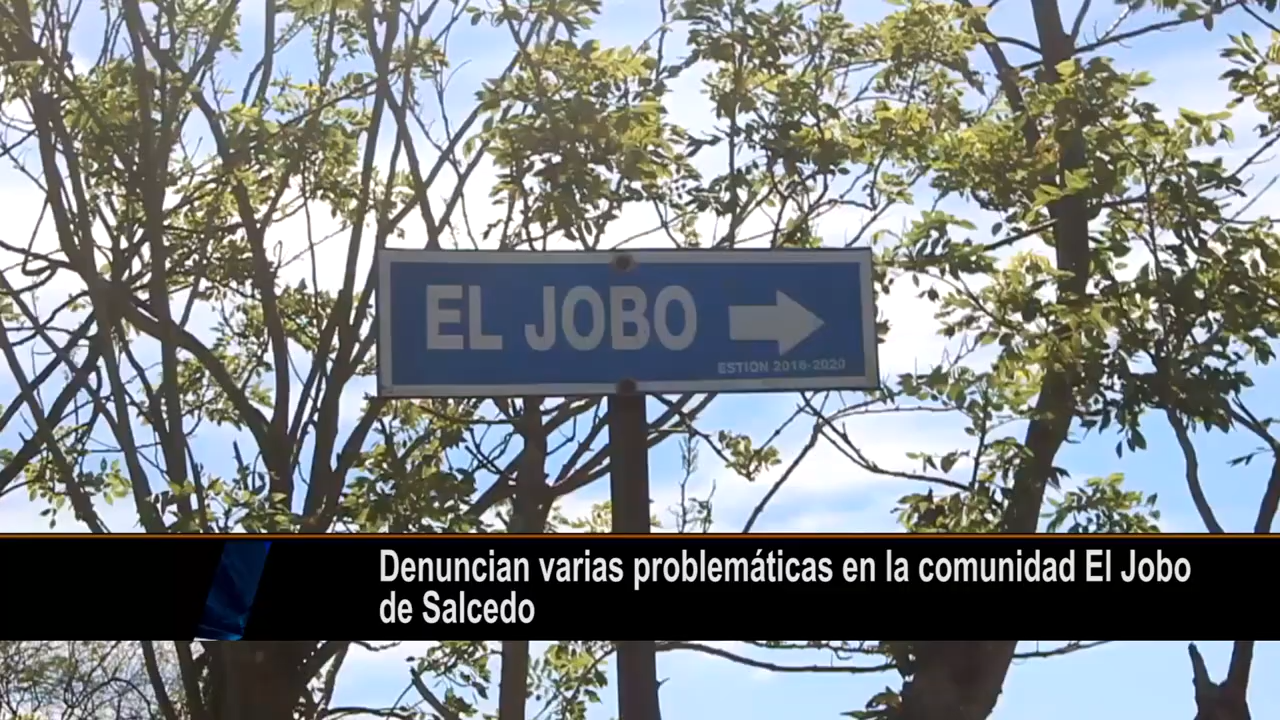 EL JOBO
ESTION 2016-2020
Denuncian varias problemáticas en la comunidad El Jobo
de Salcedo